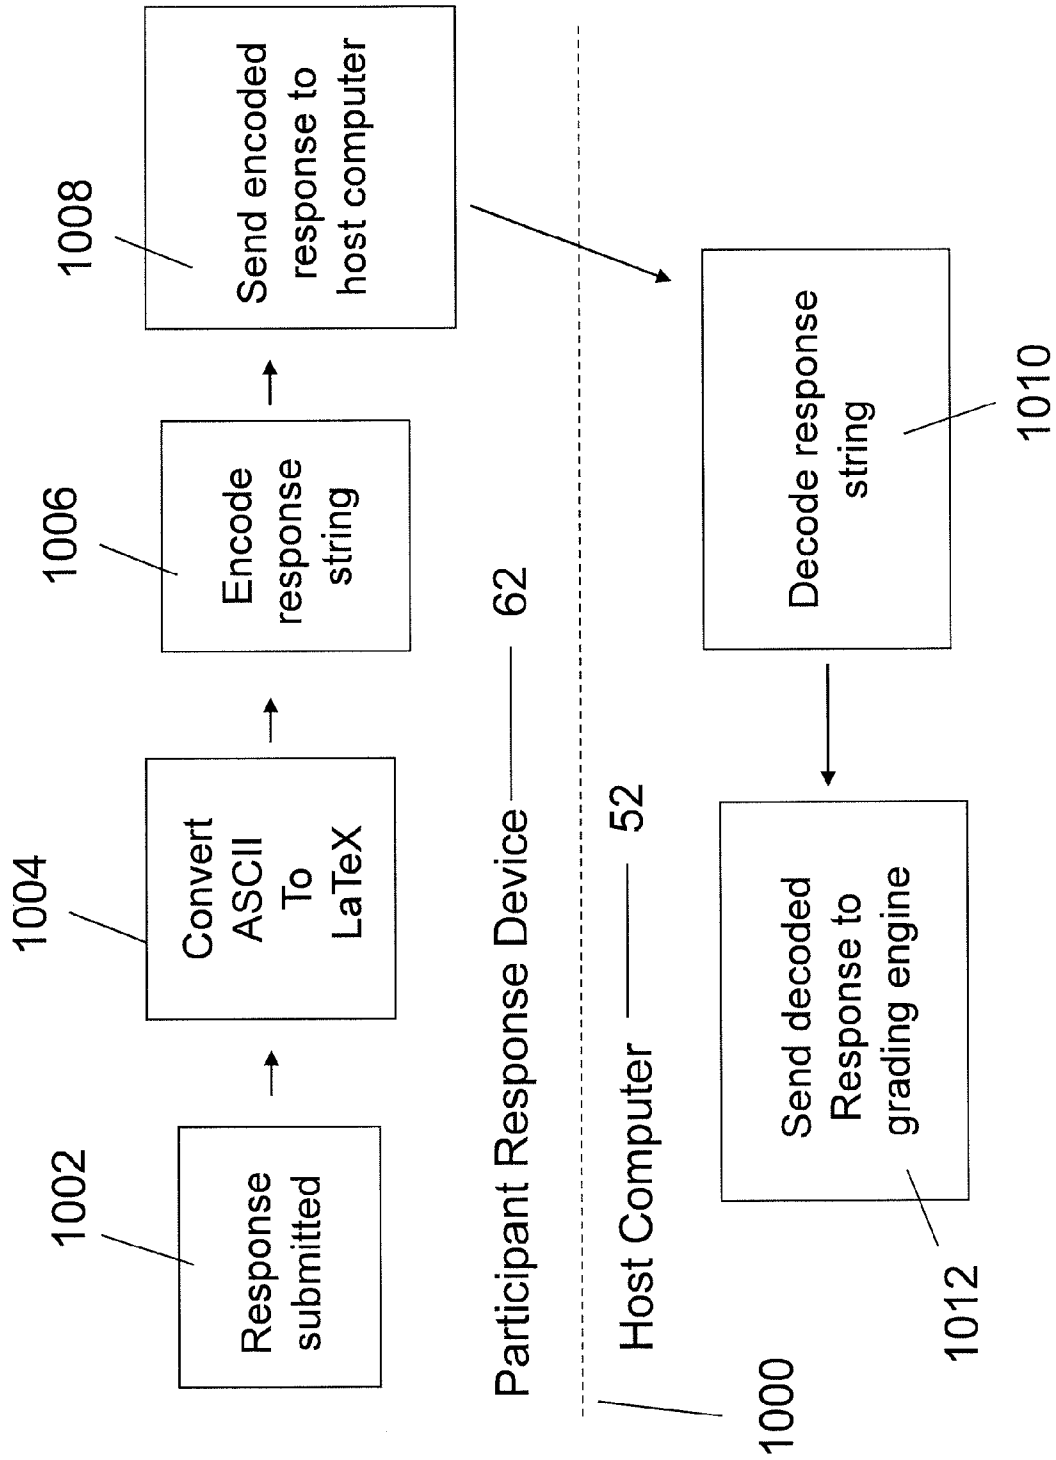 1002
Response
submitted
1004
Convert
ASCII
To
LaTeX
1006
Encode
response
string
1008
Send encoded
response to
host computer
Participant Response Device 62
Host Computer 52
1000
Send decoded
Response to
grading engine
1012
Decode response
string
1010